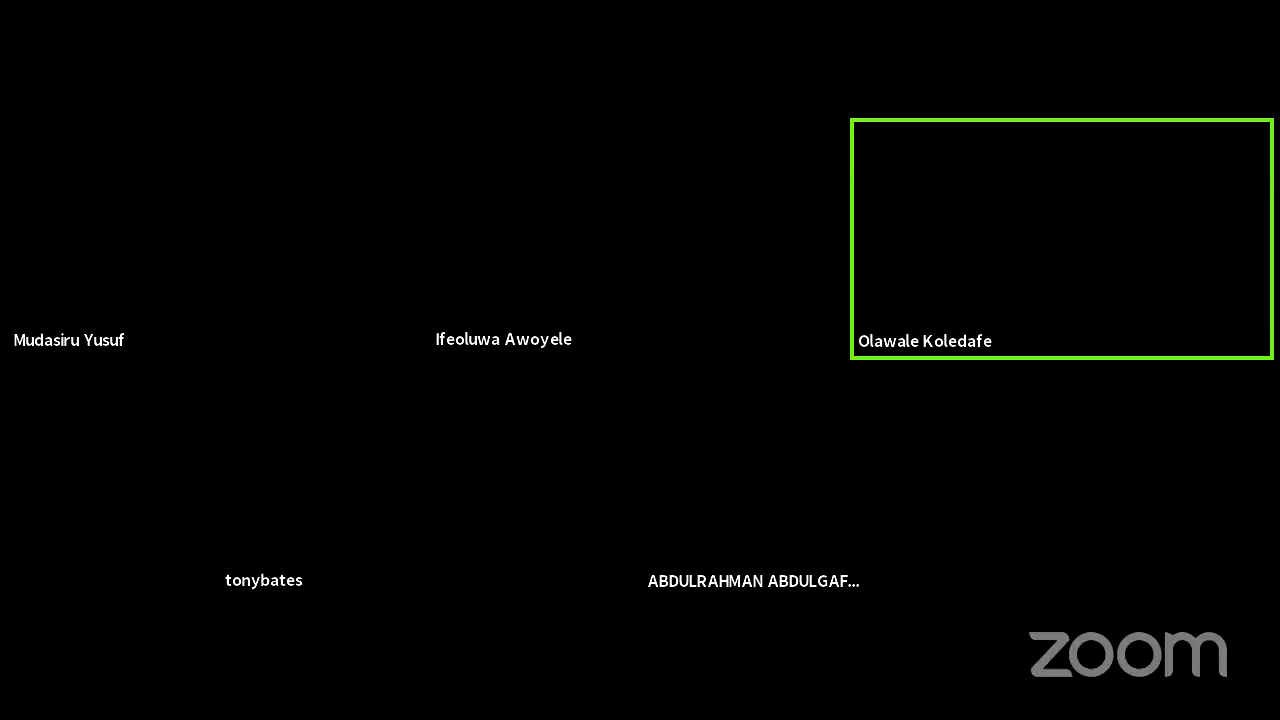 Mudasiru Yusuf
Ifeoluwa Awoyele
Olawale Koledafe
tonybates
ABDULRAHMAN ABDULGAF...
zoom